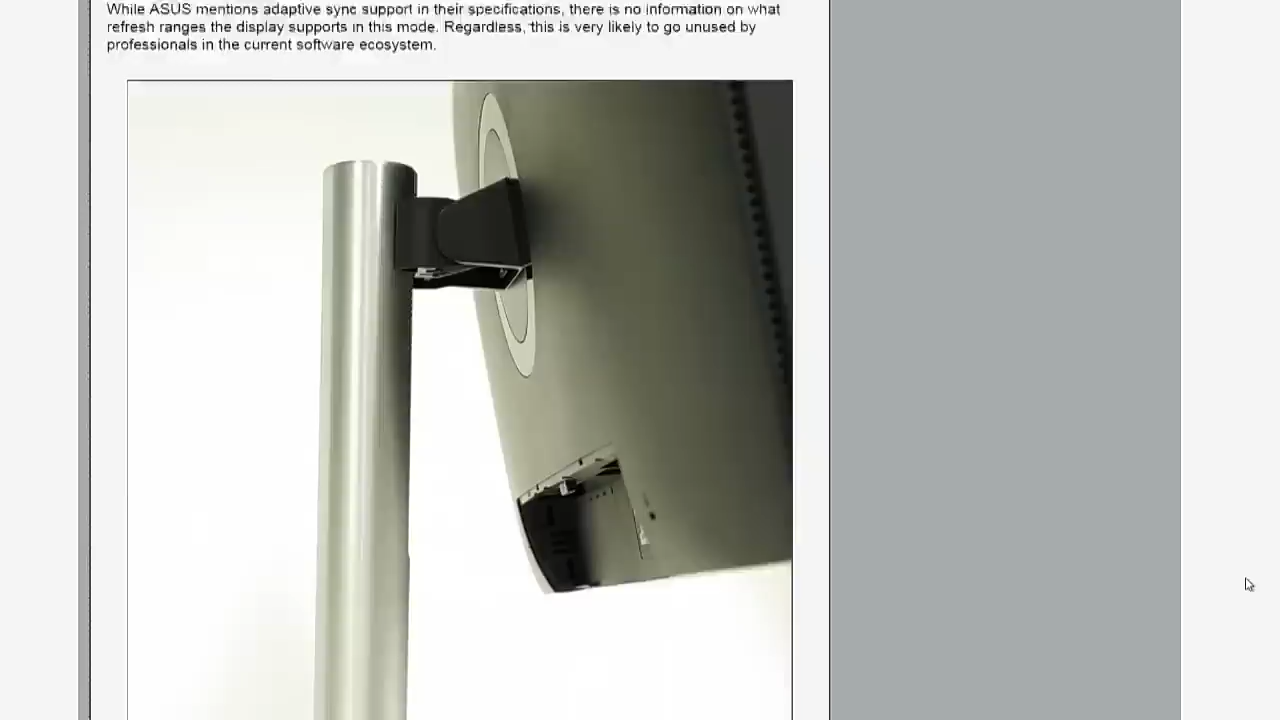 While ASUS mentions adaptive sync support in their specifications, there is no information on what
refresh ranges the display supports in this mode. Regardless, this is very likely to go unused by
professionals in the current software ecosystem.